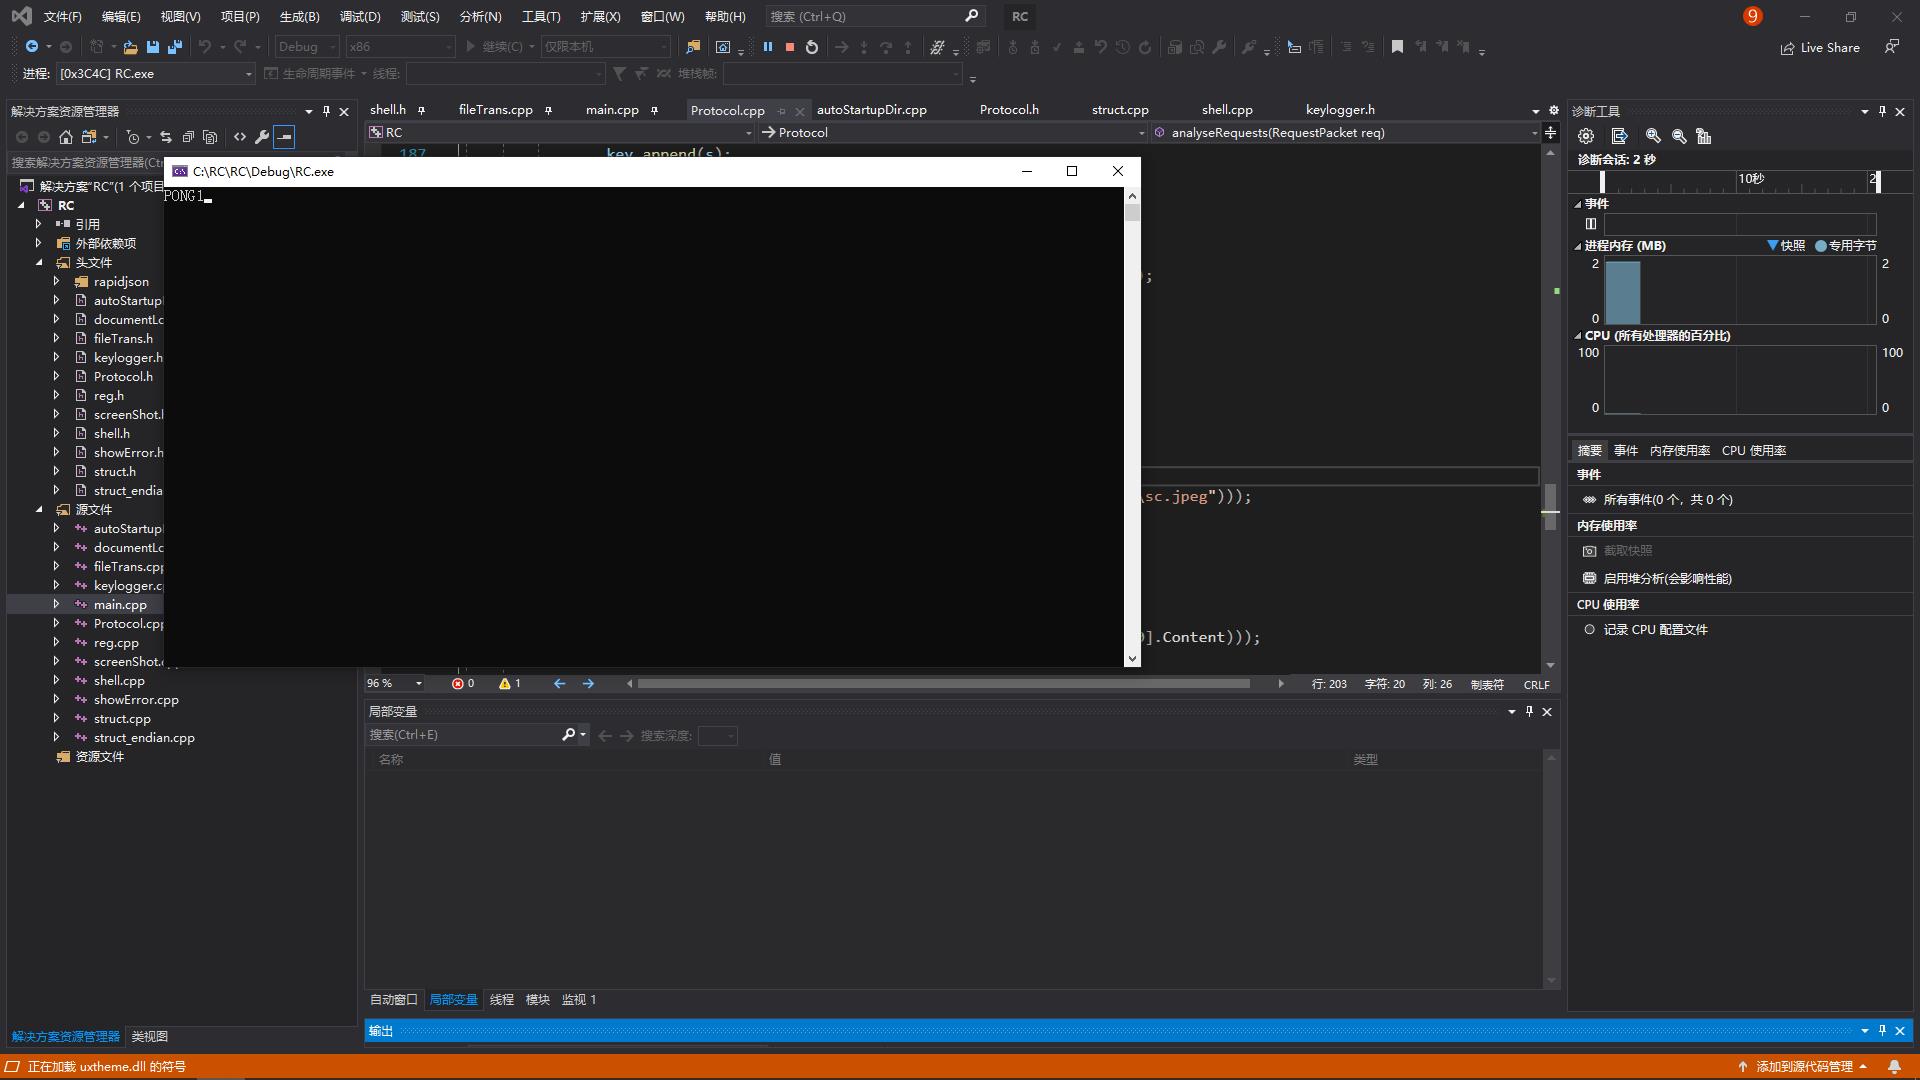 文件(F) 编辑(E) 视图(V) 项目(P) 生成(B) 调试(D) 测试(S) 分析(N) 工具(T) 扩展(X) 窗口(W) 帮助(H) 搜索 (Ctrl+Q) RC 9
Debug x86 继续(C) 仅限本机 Live Share
进程: [0x3C4C] RC.exe 生命周期事件 线程: 堆栈帧:
解决方案资源管理器
搜索解决方案资源管理器(Ctr
解决方案"RC"(1 个项目
RC
引用
外部依赖项
头文件
rapidjson
autoStartup
documentLc
fileTrans.h
keylogger.h
Protocol.h
reg.h
screenShot.h
shell.h
showError.h
struct.h
struct_endia
源文件
autoStartup
documentLc
fileTrans.cpp
keylogger.cp
main.cpp
Protocol.cpp
reg.cpp
screenShot.c
shell.cpp
showError.cpp
struct.cpp
struct_endian.cpp
资源文件
解决方案资源管理器 类视图
shell.h fileTrans.cpp main.cpp Protocol.cpp autoStartupDir.cpp Protocol.h struct.cpp shell.cpp keylogger.h
RC Protocol analyseRequests(RequestPacket req)
187 key.append(s);
C:\RC\RC\Debug\RC.exe
PONG1
);
\sc.jpeg")));
].Content)));
96 % 0 1 行: 203 字符: 20 列: 26 制表符 CRLF
局部变量
搜索(Ctrl+E) 搜索深度:
名称 值 类型
自动窗口 局部变量 线程 模块 监视 1
输出
诊断工具
诊断会话: 2 秒
10秒 2
事件
进程内存 (MB) 快照 专用字节
2 2
0 0
CPU (所有处理器的百分比)
100 100
0 0
摘要 事件 内存使用率 CPU 使用率
事件
所有事件(0 个，共 0 个)
内存使用率
截取快照
启用堆分析(会影响性能)
CPU 使用率
记录 CPU 配置文件
正在加载 uxtheme.dll 的符号 添加到源代码管理